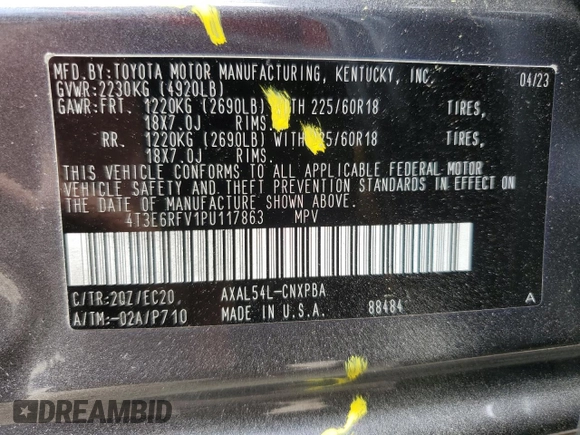 MFD.BY:TOYOTA MOTOR MANUFACTURING, KENTUCKY, INC. 04/23
GVWR:2230KG (4920LB)
GAWR:FRT. 1220KG (2690LB) WITH 225/60R18 TIRES,
18X7.0J RIMS.
RR. 1220KG (2690LB) WITH 225/60R18 TIRES,
18X7.0J RIMS.
THIS VEHICLE CONFORMS TO ALL APPLICABLE FEDERAL MOTOR
VEHICLE SAFETY AND THEFT PREVENTION STANDARDS IN EFFECT ON
THE DATE OF MANUFACTURE SHOWN ABOVE.
4T3E6RFV1PU117863 MPV
C/TR:20Z/EC20, AXAL54L-CNXPBA
A/TM:-02A/P710 MADE IN U.S.A. 88484 A
DREAMBID